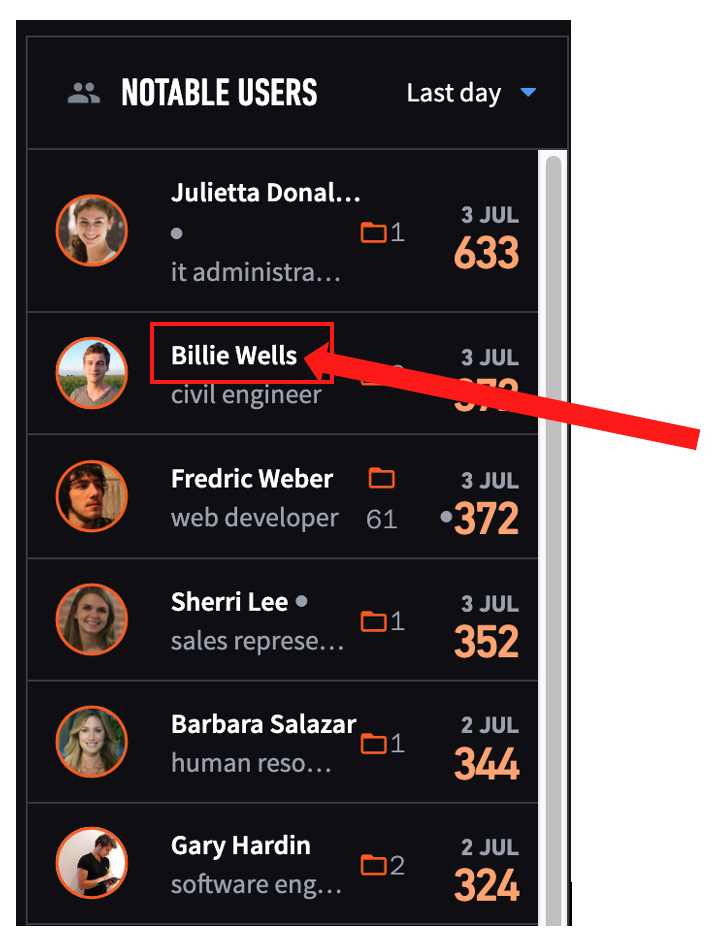 NOTABLE USERS Last day
Julietta Donal...
1
3 JUL
633
it administra...
Billie Wells
3 JUL
372
civil engineer
Fredric Weber
3 JUL
web developer
61
372
Sherri Lee
3 JUL
1
sales represe...
352
Barbara Salazar
2 JUL
1
human reso...
344
Gary Hardin
2 JUL
2
software eng...
324